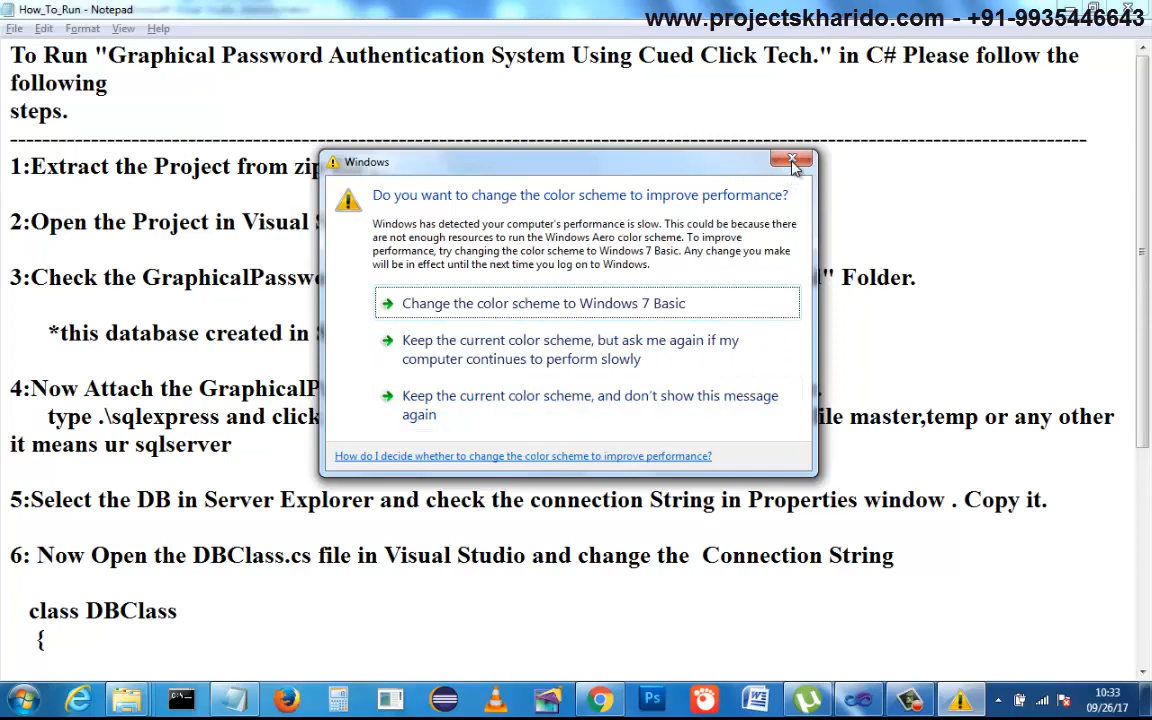 How_To_Run - Notepad
www.projectskharido.com - +91-9935446643
File Edit Format View Help
To Run "Graphical Password Authentication System Using Cued Click Tech." in C# Please follow the
following
steps.
1:Extract the Project from zip
2:Open the Project in Visual
3:Check the " Folder.
*this database created in
4:Now Attach the
type .\sqlexpress and click ile master,temp or any other
it means ur sqlserver
5:Select the DB in Server Explorer and check the connection String in Properties window . Copy it.
6: Now Open the DBClass.cs file in Visual Studio and change the Connection String
class DBClass
{
Windows
Do you want to change the color scheme to improve performance?
Windows has detected your computer's performance is slow. This could be because there
are not enough resources to run the Windows Aero color scheme. To improve
performance, try changing the color scheme to Windows 7 Basic. Any change you make
will be in effect until the next time you log on to Windows.
Change the color scheme to Windows 7 Basic
Keep the current color scheme, but ask me again if my
computer continues to perform slowly
Keep the current color scheme, and don't show this message
again
How do I decide whether to change the color scheme to improve performance?
Ps
10:33
09/26/17